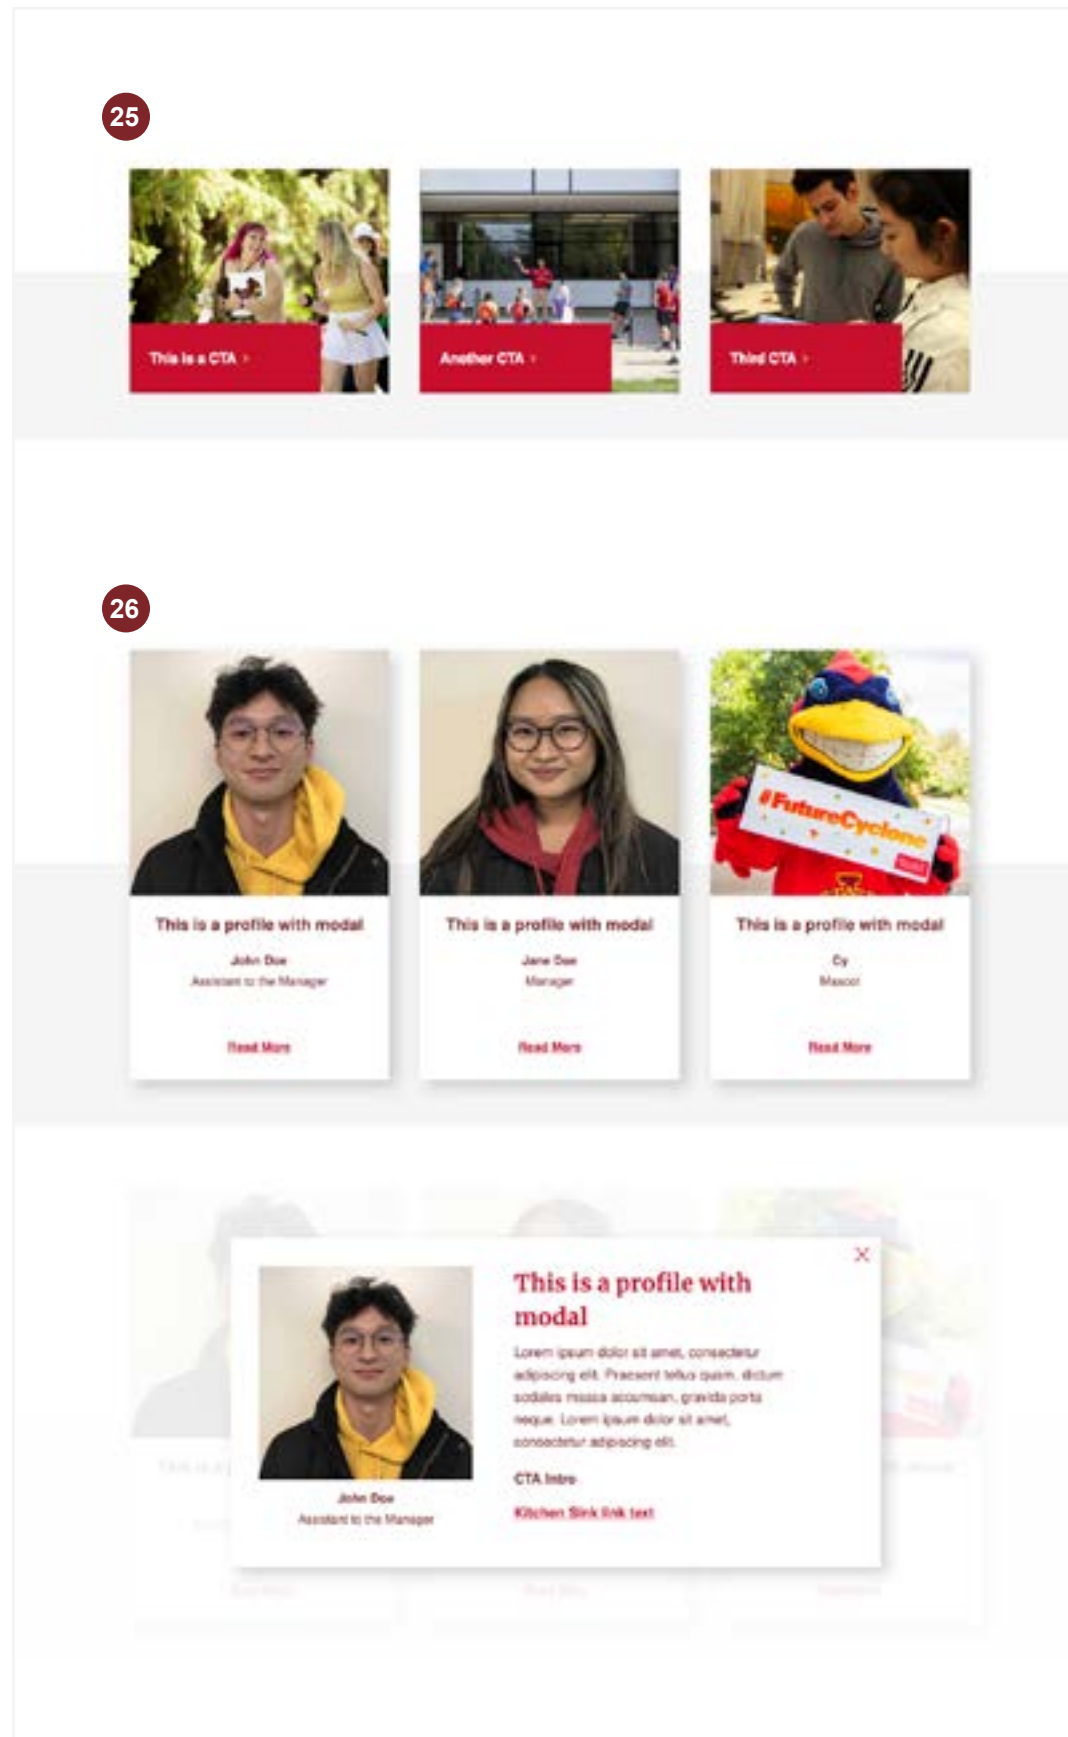 25
This is a CTA ›
Another CTA ›
Third CTA ›
26
#FutureCyclone
This is a profile with modal
John Doe
Assistant to the Manager
Read More
This is a profile with modal
Jane Doe
Manager
Read More
This is a profile with modal
Cy
Mascot
Read More
This is a profile with
modal
Lorem ipsum dolor sit amet, consectetur
adipiscing elit. Praesent tellus quam, dictum
sodales massa accumsan, gravida porta
neque. Lorem ipsum dolor sit amet,
consectetur adipiscing elit.
CTA Intro
Kitchen Sink link text
John Doe
Assistant to the Manager